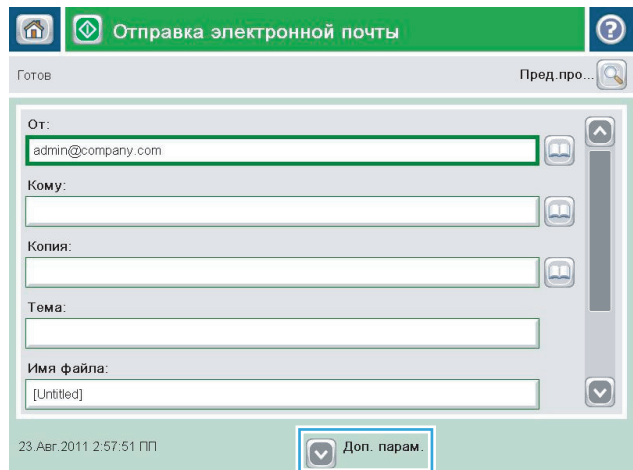 Отправка электронной почты
Готов Пред.про...
От:
admin@company.com
Кому:
Копия:
Тема:
Имя файла:
[Untitled]
23.Авг.2011 2:57:51 ПП Доп. парам.